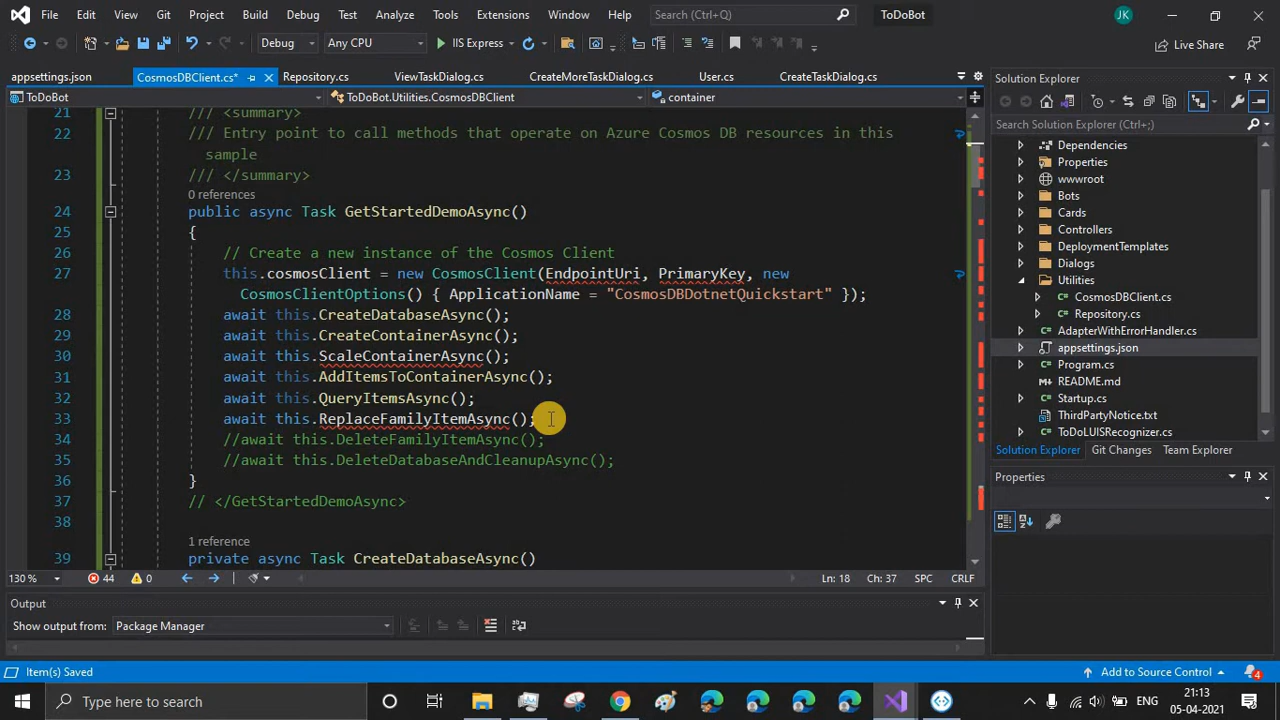 File Edit View Git Project Build Debug Test Analyze Tools Extensions Window Help Search (Ctrl+Q) ToDoBot JK
Debug Any CPU IIS Express Live Share
appsettings.json CosmosDBClient.cs* Repository.cs ViewTaskDialog.cs CreateMoreTaskDialog.cs User.cs CreateTaskDialog.cs
ToDoBot ToDoBot.Utilities.CosmosDBClient container
21 /// <summary>
22 /// Entry point to call methods that operate on Azure Cosmos DB resources in this
sample
23 /// </summary>
0 references
24 public async Task GetStartedDemoAsync()
25 {
26 // Create a new instance of the Cosmos Client
27 this.cosmosClient = new CosmosClient(EndpointUri, PrimaryKey, new
CosmosClientOptions() { ApplicationName = "CosmosDBDotnetQuickstart" });
28 await this.CreateDatabaseAsync();
29 await this.CreateContainerAsync();
30 await this.ScaleContainerAsync();
31 await this.AddItemsToContainerAsync();
32 await this.QueryItemsAsync();
33 await this.ReplaceFamilyItemAsync();
34 //await this.DeleteFamilyItemAsync();
35 //await this.DeleteDatabaseAndCleanupAsync();
36 }
37 // </GetStartedDemoAsync>
38
1 reference
39 private async Task CreateDatabaseAsync()
130 % 44 0 Ln: 18 Ch: 37 SPC CRLF
Output
Show output from: Package Manager
Solution Explorer
Search Solution Explorer (Ctrl+;)
Dependencies
Properties
wwwroot
Bots
Cards
Controllers
DeploymentTemplates
Dialogs
Utilities
CosmosDBClient.cs
Repository.cs
AdapterWithErrorHandler.cs
appsettings.json
Program.cs
README.md
Startup.cs
ThirdPartyNotice.txt
ToDoLUISRecognizer.cs
Solution Explorer Git Changes Team Explorer
Properties
Item(s) Saved Add to Source Control 4
Type here to search ENG 21:13
05-04-2021